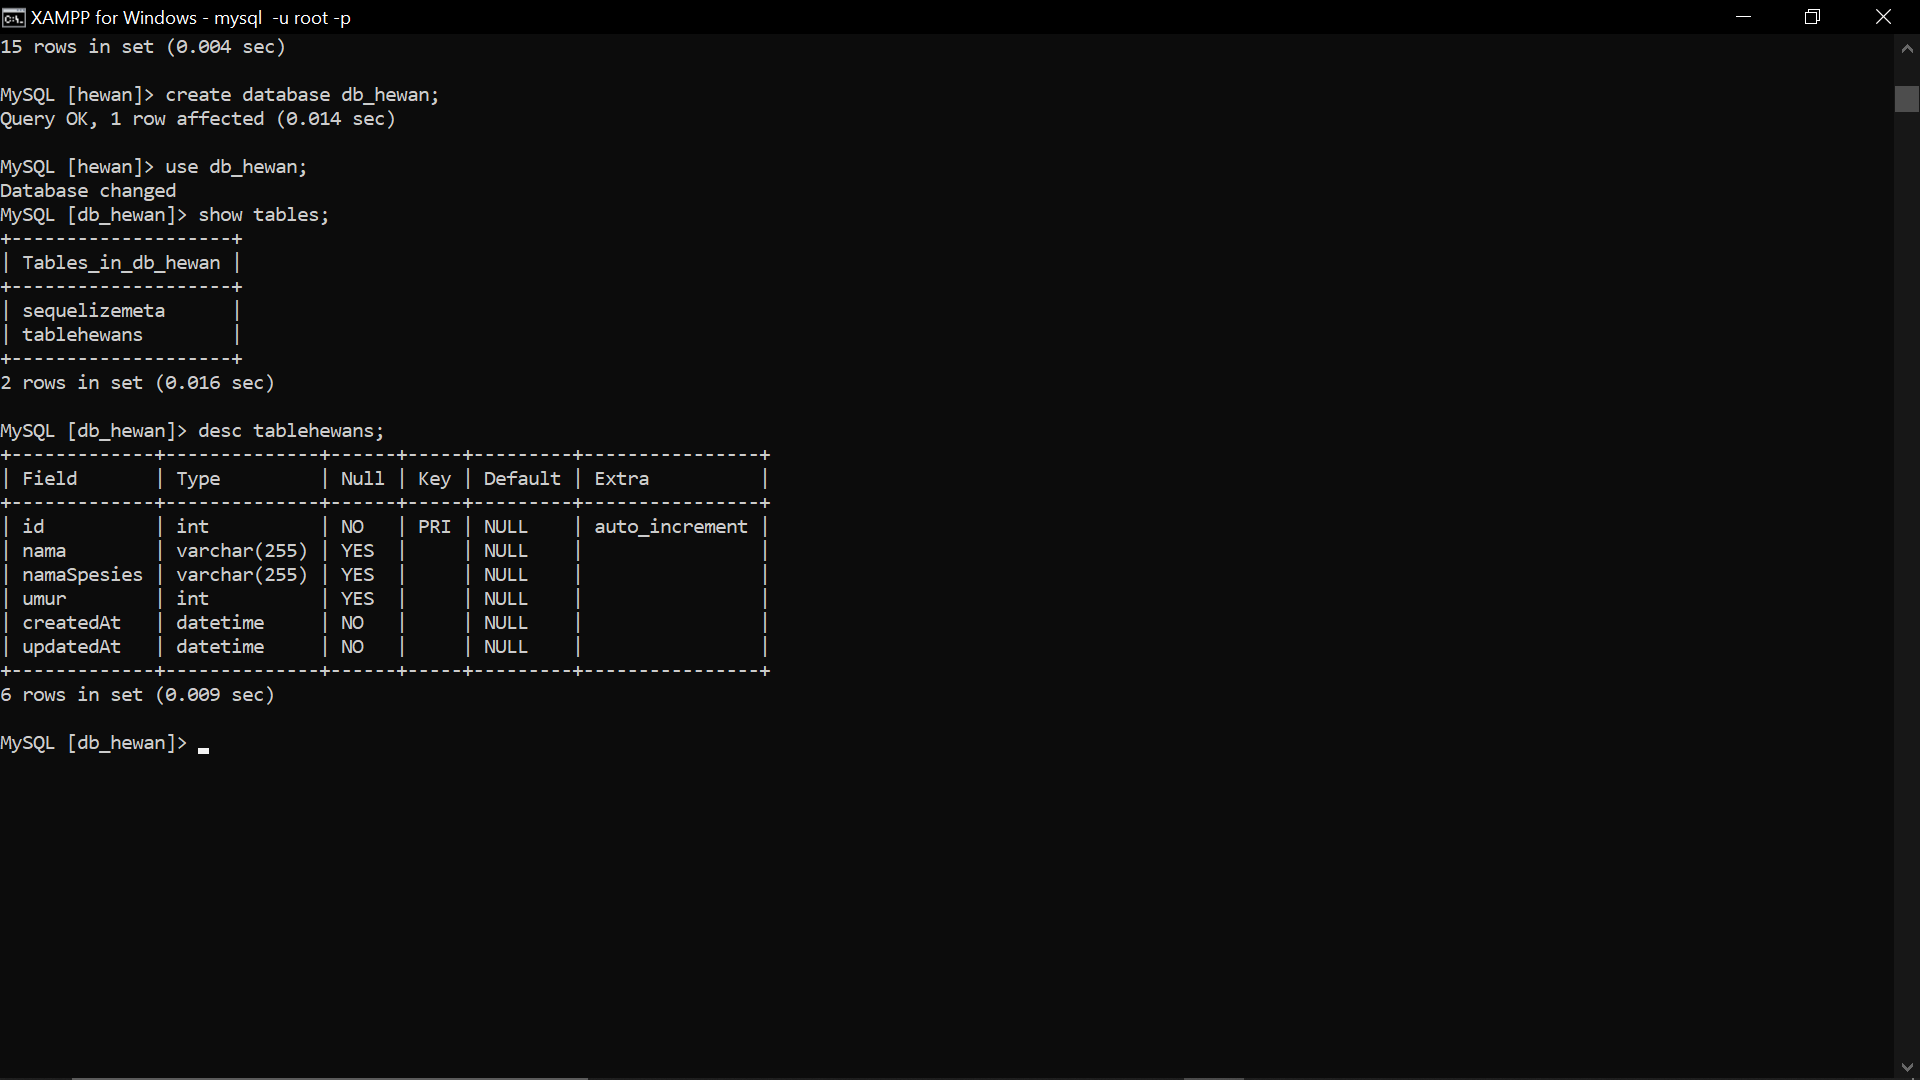 XAMPP for Windows - mysql  -u root -p
15 rows in set (0.004 sec)
MySQL [hewan]> create database db_hewan;
Query OK, 1 row affected (0.014 sec)
MySQL [hewan]> use db_hewan;
Database changed
MySQL [db_hewan]> show tables;
+--------------------+
| Tables_in_db_hewan |
+--------------------+
| sequelizemeta      |
| tablehewans        |
+--------------------+
2 rows in set (0.016 sec)
MySQL [db_hewan]> desc tablehewans;
+-------------+--------------+------+-----+---------+----------------+
| Field       | Type         | Null | Key | Default | Extra          |
+-------------+--------------+------+-----+---------+----------------+
| id          | int          | NO   | PRI | NULL    | auto_increment |
| nama        | varchar(255) | YES  |     | NULL    |                |
| namaSpesies | varchar(255) | YES  |     | NULL    |                |
| umur        | int          | YES  |     | NULL    |                |
| createdAt   | datetime     | NO   |     | NULL    |                |
| updatedAt   | datetime     | NO   |     | NULL    |                |
+-------------+--------------+------+-----+---------+----------------+
6 rows in set (0.009 sec)
MySQL [db_hewan]>